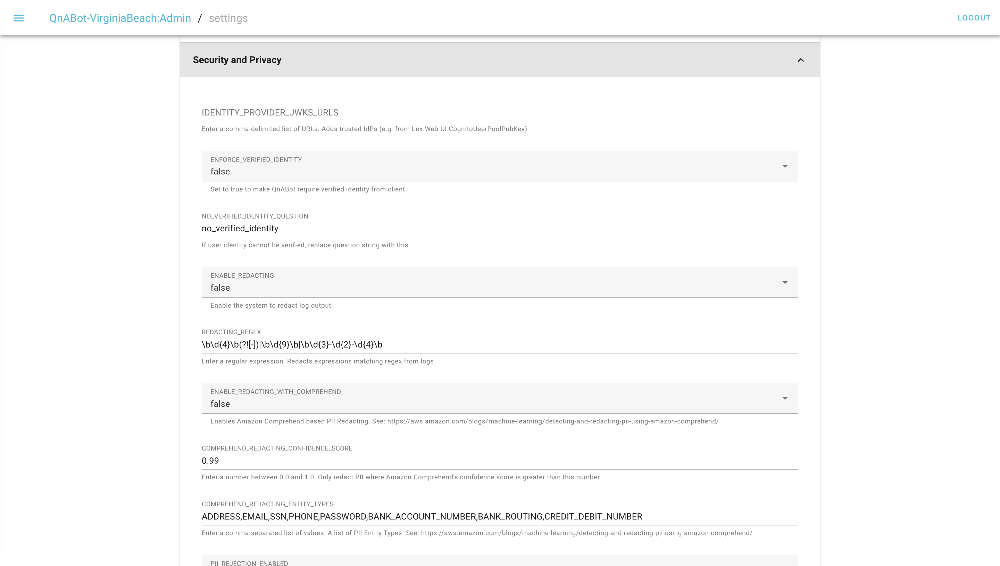 QnABot-VirginiaBeach:Admin / settings LOGOUT
Security and Privacy
IDENTITY_PROVIDER_JWKS_URLS
Enter a comma-delimited list of URLs. Adds trusted IdPs (e.g. from Lex-Web-UI CognitoUserPoolPubKey)
ENFORCE_VERIFIED_IDENTITY
false
Set to true to make QnABot require verified identity from client
NO_VERIFIED_IDENTITY_QUESTION
no_verified_identity
If user identity cannot be verified, replace question string with this
ENABLE_REDACTING
false
Enable the system to redact log output
REDACTING_REGEX
\b\d{4}\b(?![-])|\b\d{9}\b|\b\d{3}-\d{2}-\d{4}\b
Enter a regular expression. Redacts expressions matching regex from logs
ENABLE_REDACTING_WITH_COMPREHEND
false
Enables Amazon Comprehend based PII Redacting. See: https://aws.amazon.com/blogs/machine-learning/detecting-and-redacting-pii-using-amazon-comprehend/
COMPREHEND_REDACTING_CONFIDENCE_SCORE
0.99
Enter a number between 0.0 and 1.0. Only redact PII where Amazon Comprehend's confidence score is greater than this number
COMPREHEND_REDACTING_ENTITY_TYPES
ADDRESS,EMAIL,SSN,PHONE,PASSWORD,BANK_ACCOUNT_NUMBER,BANK_ROUTING,CREDIT_DEBIT_NUMBER
Enter a comma-separated list of values. A list of PII Entity Types. See: https://aws.amazon.com/blogs/machine-learning/detecting-and-redacting-pii-using-amazon-comprehend/
PII_REJECTION_ENABLED